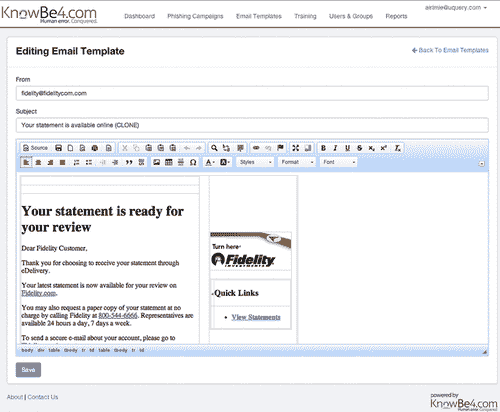 KnowBe4.com
Human error. Conquered.
Dashboard Phishing Campaigns Email Templates Training Users & Groups Reports
Editing Email Template
Back To Email Templates
From
fidelity@fidelitycom.com
Subject
Your statement is available online (CLONE)
Source
B I U S x₂ x² Tx
Styles Format Font
Your statement is ready for
your review
Dear Fidelity Customer,
Thank you for choosing to receive your statement through
eDelivery.
Your latest statement is now available for your review on
Fidelity.com.
You may also request a paper copy of your statement at no
charge by calling Fidelity at 800-544-6666. Representatives are
available 24 hours a day, 7 days a week.
To send a secure e-mail about your account, please go to
Turn here
Fidelity
INVESTMENTS
Quick Links
View Statements
body div table tbody tr td table tbody tr td
Save
About | Contact Us
powered by
KnowBe4.com
Human error. Conquered.